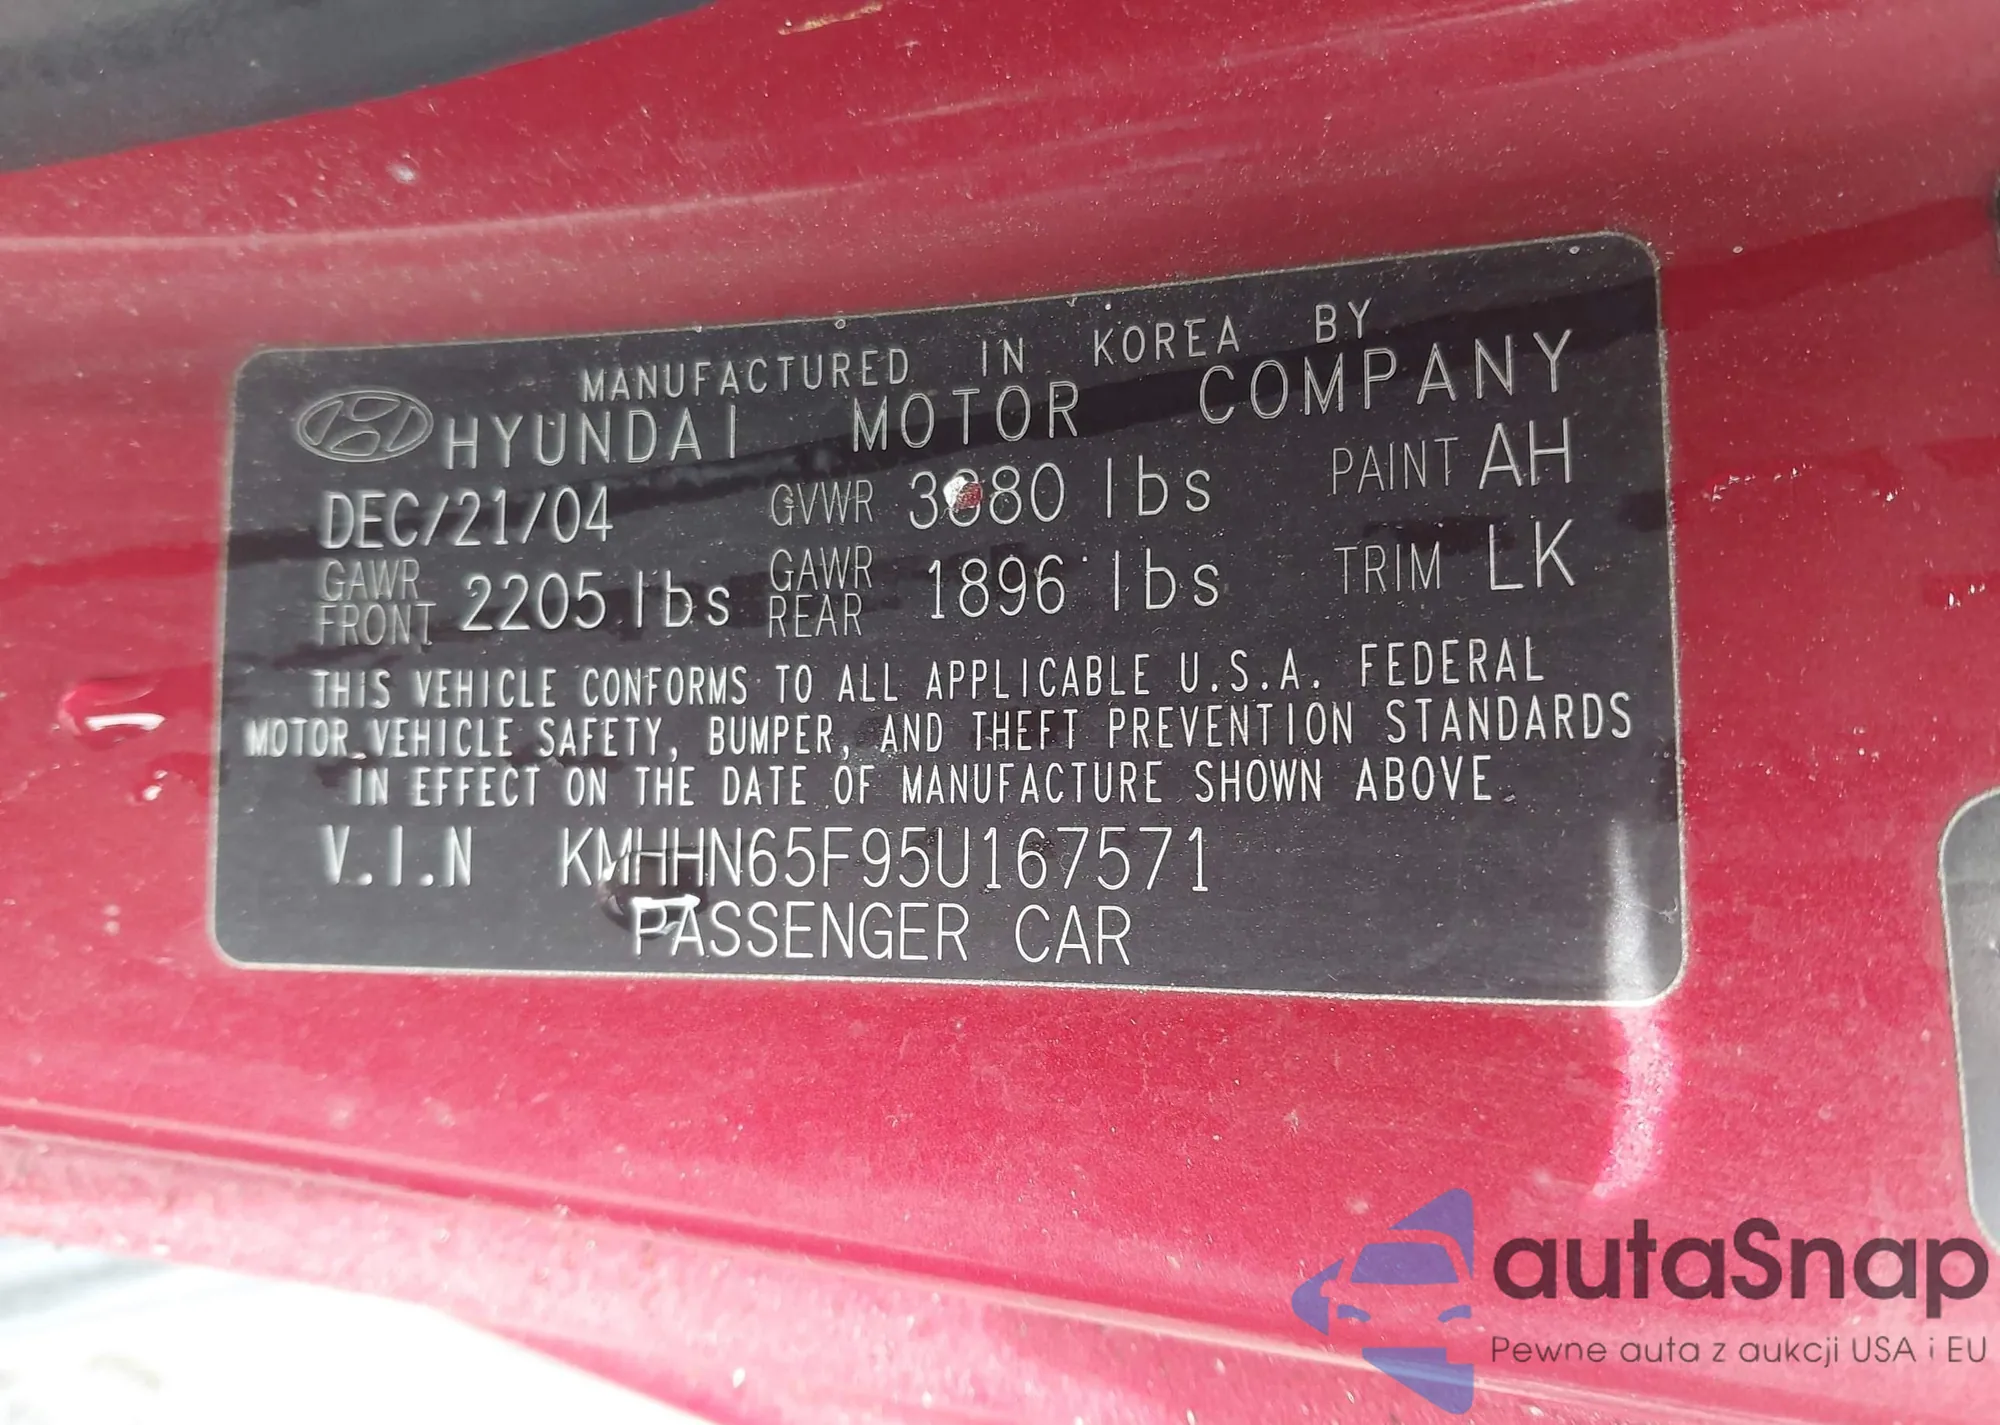 MANUFACTURED IN KOREA BY
HYUNDAI MOTOR COMPANY
DEC/21/04 GVWR lbs PAINT AH
GAWR FRONT 2205 lbs GAWR REAR 1896 lbs TRIM LK
THIS VEHICLE CONFORMS TO ALL APPLICABLE U.S.A. FEDERAL
MOTOR VEHICLE SAFETY, BUMPER, AND THEFT PREVENTION STANDARDS
IN EFFECT ON THE DATE OF MANUFACTURE SHOWN ABOVE.
V.I.N KMHHN65F95U167571
PASSENGER CAR
autaSnap
Pewne auta z aukcji USA i EU